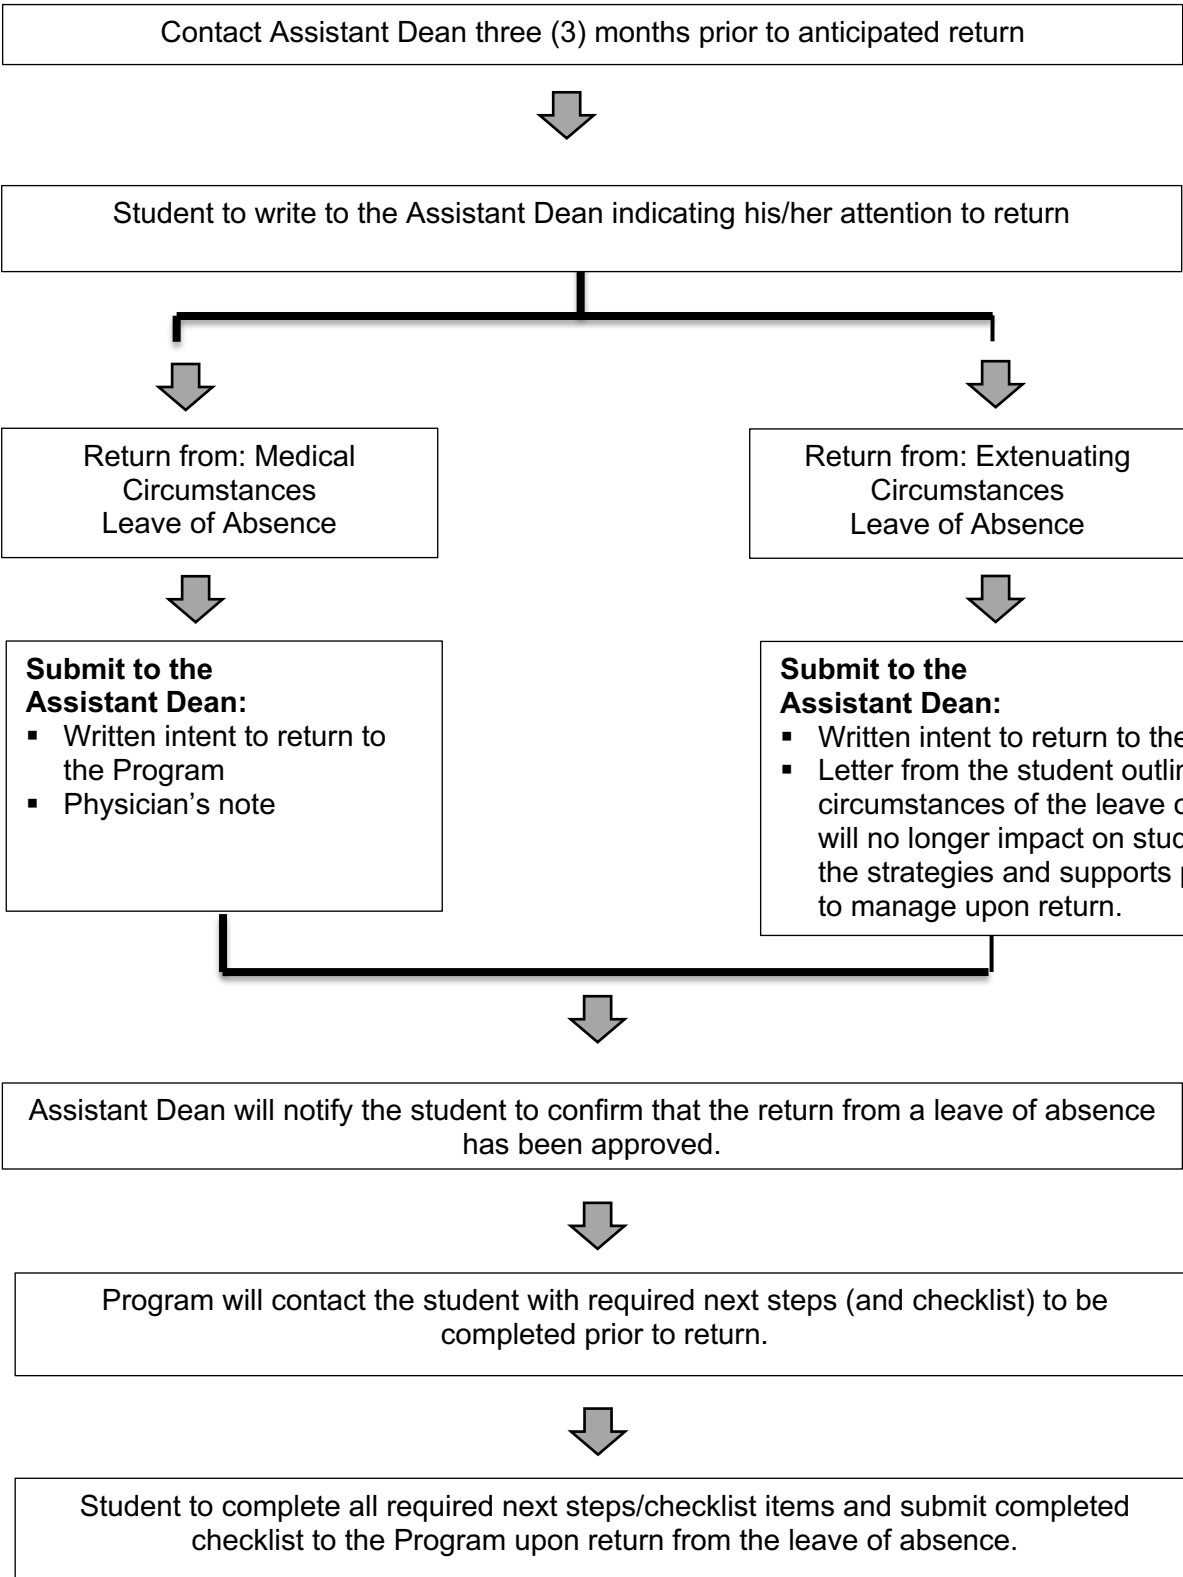 Contact Assistant Dean three (3) months prior to anticipated return
Student to write to the Assistant Dean indicating his/her attention to return
Return from: Medical
Circumstances
Leave of Absence
Return from: Extenuating
Circumstances
Leave of Absence
Submit to the
Assistant Dean:
▪ Written intent to return to
the Program
▪ Physician’s note
Submit to the
Assistant Dean:
▪ Written intent to return to the
▪ Letter from the student
circumstances of the leave
will no longer impact on
the strategies and supports
to manage upon return.
Assistant Dean will notify the student to confirm that the return from a leave of absence
has been approved.
Program will contact the student with required next steps (and checklist) to be
completed prior to return.
Student to complete all required next steps/checklist items and submit completed
checklist to the Program upon return from the leave of absence.